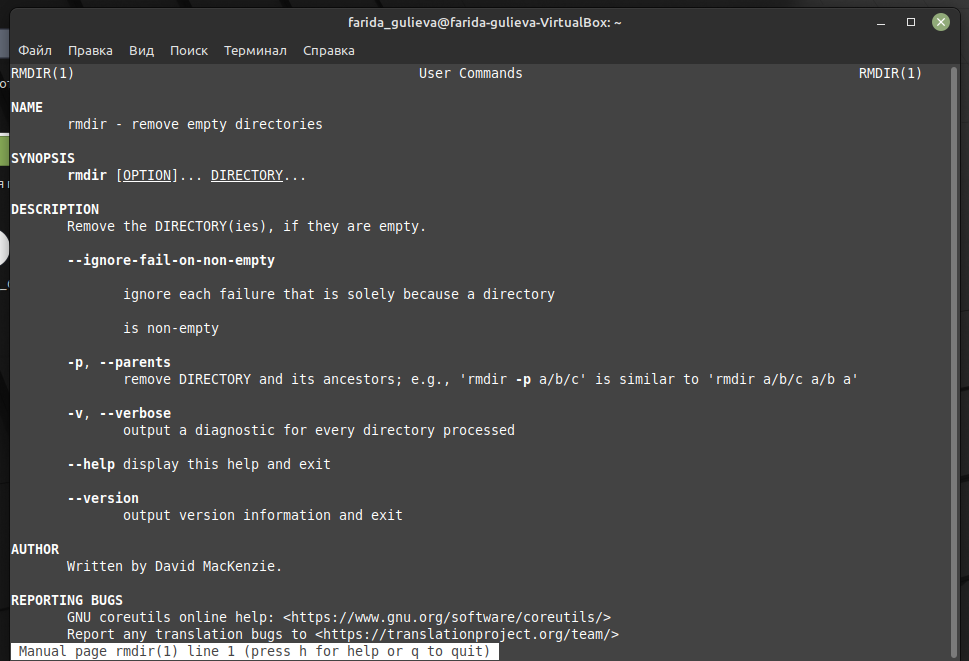 farida_gulieva@farida-gulieva-VirtualBox: ~
Файл Правка Вид Поиск Терминал Справка
RMDIR(1) User Commands RMDIR(1)
NAME
rmdir - remove empty directories
SYNOPSIS
rmdir [OPTION]... DIRECTORY...
DESCRIPTION
Remove the DIRECTORY(ies), if they are empty.
--ignore-fail-on-non-empty
ignore each failure that is solely because a directory
is non-empty
-p, --parents
remove DIRECTORY and its ancestors; e.g., 'rmdir -p a/b/c' is similar to 'rmdir a/b/c a/b a'
-v, --verbose
output a diagnostic for every directory processed
--help display this help and exit
--version
output version information and exit
AUTHOR
Written by David MacKenzie.
REPORTING BUGS
GNU coreutils online help: <https://www.gnu.org/software/coreutils/>
Report any translation bugs to <https://translationproject.org/team/>
Manual page rmdir(1) line 1 (press h for help or q to quit)